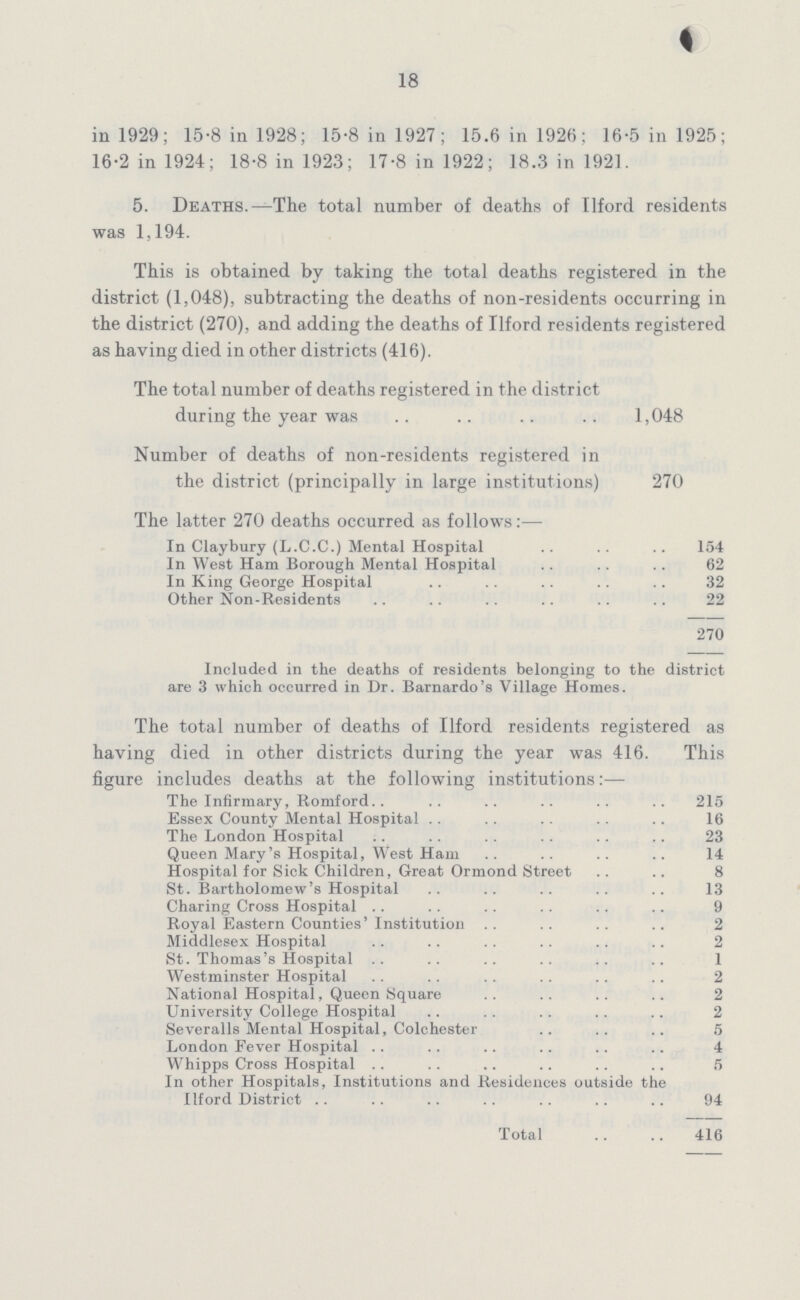 18
in 1929; 15·8 in 1928; 15·8 in 1927; 15.6 in 1926; 16·5 in 1925;
16·2 in 1924; 18·8 in 1923; 17·8 in 1922; 18.3 in 1921.
5. DEATHS.—The total number of deaths of Ilford residents
was 1,194.
This is obtained by taking the total deaths registered in the
district (1,048), subtracting the deaths of non-residents occurring in
the district (270), and adding the deaths of Ilford residents registered
as having died in other districts (416).
The total number of deaths registered in the district
during the year was .. .. .. .. 1,048
Number of deaths of non-residents registered in
the district (principally in large institutions) 270
The latter 270 deaths occurred as follows:—
In Claybury (L.C.C.) Mental Hospital .. .. .. 154
In West Ham Borough Mental Hospital .. .. .. 62
In King George Hospital .. .. .. .. .. 32
Other Non-Residents .. .. .. .. .. .. 22
270
Included in the deaths of residents belonging to the district
are 3 which occurred in Dr. Barnardo's Village Homes.
The total number of deaths of Ilford residents registered as
having died in other districts during the year was 416. This
figure includes deaths at the following institutions:—
The Infirmary, Romford.. .. .. .. .. .. 215
Essex County Mental Hospital .. .. .. .. .. 16
The London Hospital .. .. .. .. .. .. 23
Queen Mary's Hospital, West Ham .. .. .. .. 14
Hospital for Sick Children, Great Ormond Street .. .. 8
St. Bartholomew's Hospital .. .. .. .. .. 13
Charing Cross Hospital .. .. .. .. .. .. 9
Royal Eastern Counties' Institution .. .. .. .. 2
Middlesex Hospital .. .. .. .. .. .. 2
St. Thomas's Hospital .. .. .. .. .. .. 1
Westminster Hospital .. .. .. .. .. .. 2
National Hospital, Queen Square .. .. .. .. 2
University College Hospital .. .. .. .. .. 2
Severalls Mental Hospital, Colchester .. .. .. 5
London Fever Hospital .. .. .. .. .. .. 4
Whipps Cross Hospital .. .. .. .. .. .. 5
In other Hospitals, Institutions and Residences outside the
Ilford District .. .. .. .. .. .. .. 94
Total .. .. 416